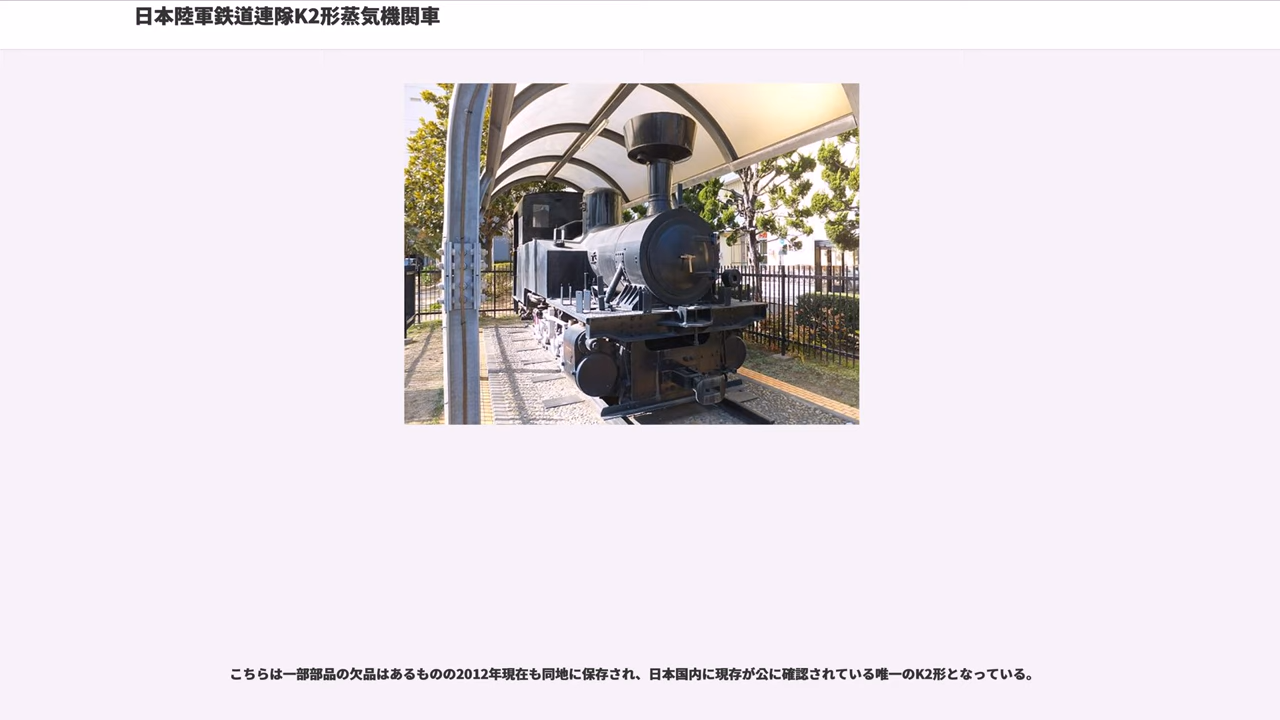 日本陸軍鉄道連隊K2形蒸気機関車
こちらは一部部品の欠品はあるものの2012年現在も同地に保存され、日本国内に現存が公に確認されている唯一のK2形となっている。